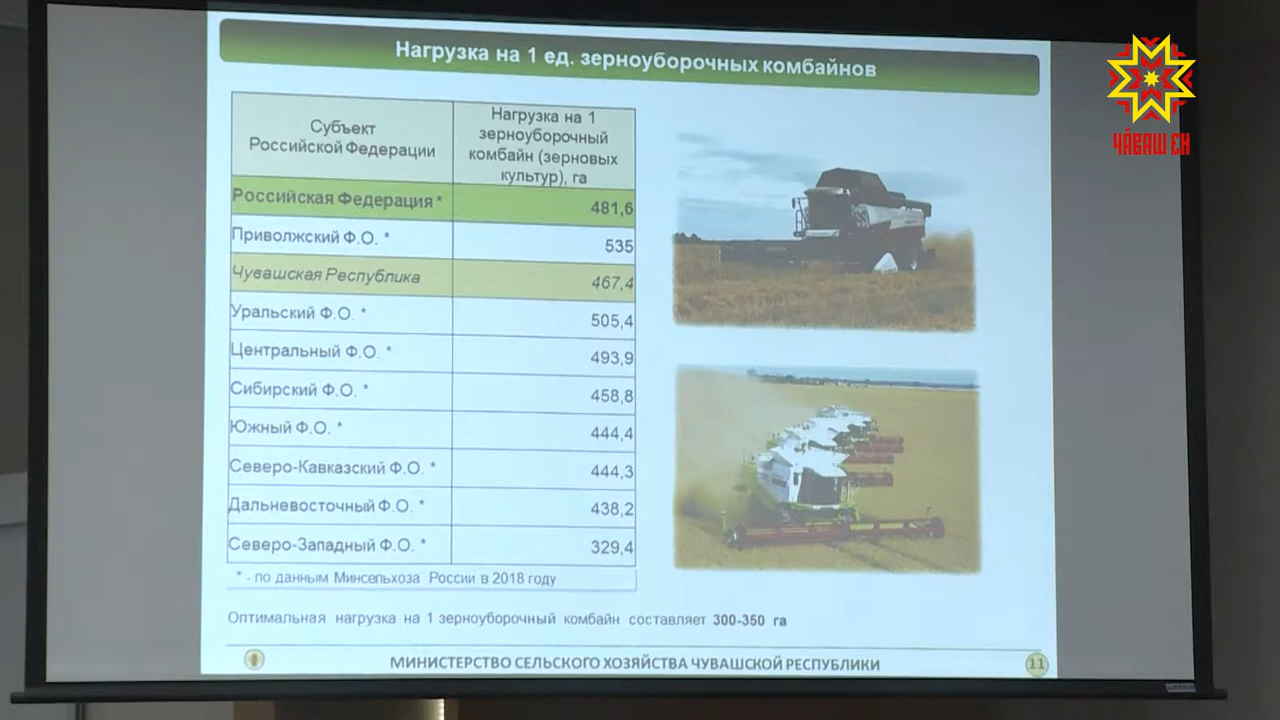 Нагрузка на 1 ед. зерноуборочных комбайнов
ЧӐВАШ ЕН
Субъект
Российской Федерации
Нагрузка на 1
зерноуборочный
комбайн (зерновых
культур), га
Российская Федерация * 481,6
Приволжский Ф.О. * 535
Чувашская Республика 467,4
Уральский Ф.О. * 505,4
Центральный Ф.О. * 493,9
Сибирский Ф.О. * 458,8
Южный Ф.О. * 444,4
Северо-Кавказский Ф.О. * 444,3
Дальневосточный Ф.О. * 438,2
Северо-Западный Ф.О. * 329,4
* - по данным Минсельхоза России в 2018 году
Оптимальная нагрузка на 1 зерноуборочный комбайн составляет 300-350 га
МИНИСТЕРСТВО СЕЛЬСКОГО ХОЗЯЙСТВА ЧУВАШСКОЙ РЕСПУБЛИКИ
11